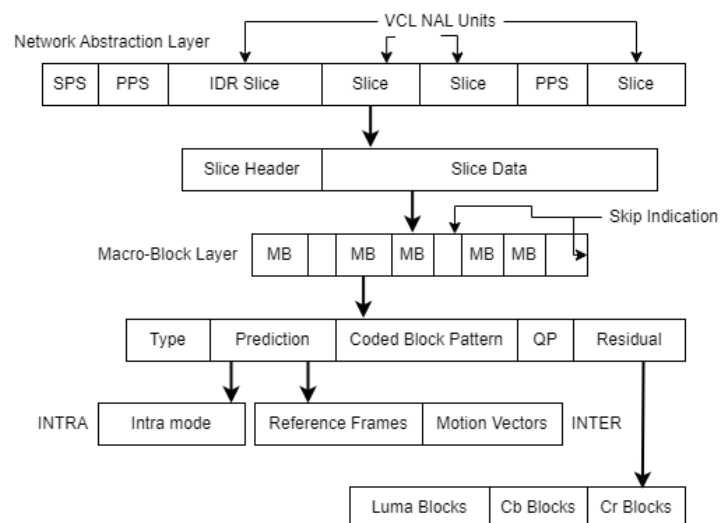 VCL NAL Units
Network Abstraction Layer
SPS PPS IDR Slice Slice Slice PPS Slice
Slice Header Slice Data
Skip Indication
Macro-Block Layer MB MB MB MB MB
Type Prediction Coded Block Pattern QP Residual
INTRA Intra mode Reference Frames Motion Vectors INTER
Luma Blocks Cb Blocks Cr Blocks